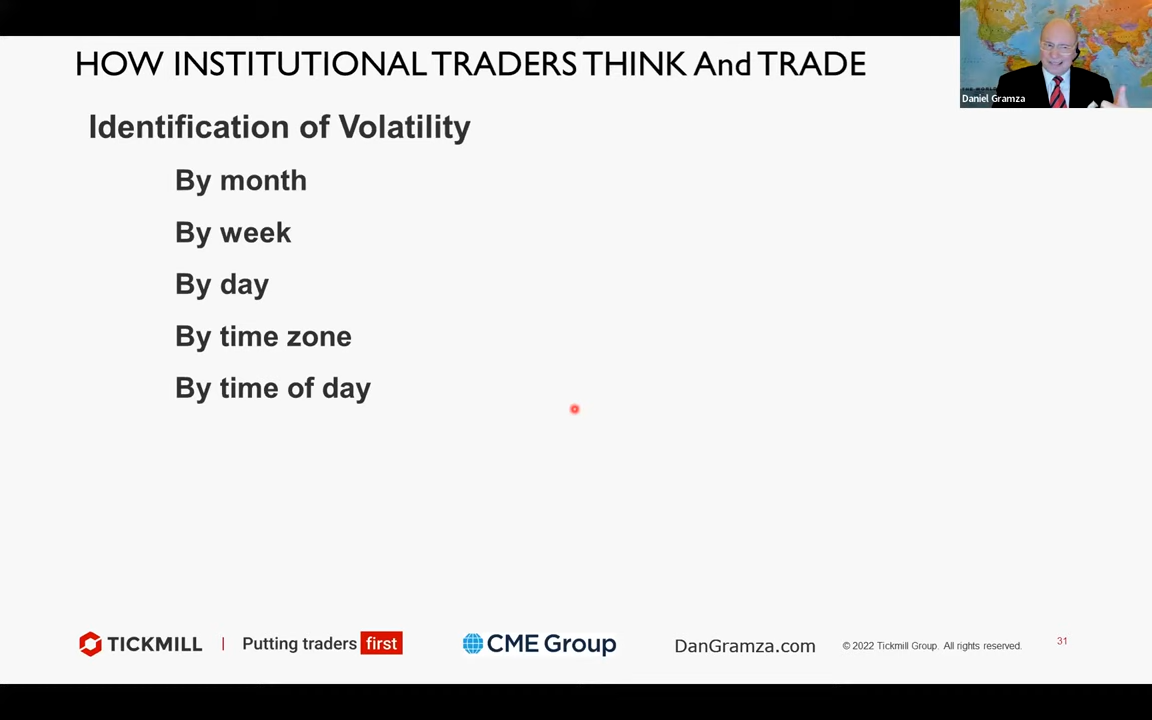 HOW INSTITUTIONAL TRADERS THINK And TRADE
Daniel Gramza
Identification of Volatility
By month
By week
By day
By time zone
By time of day
TICKMILL | Putting traders first
CME Group
DanGramza.com
© 2022 Tickmill Group. All rights reserved.
31